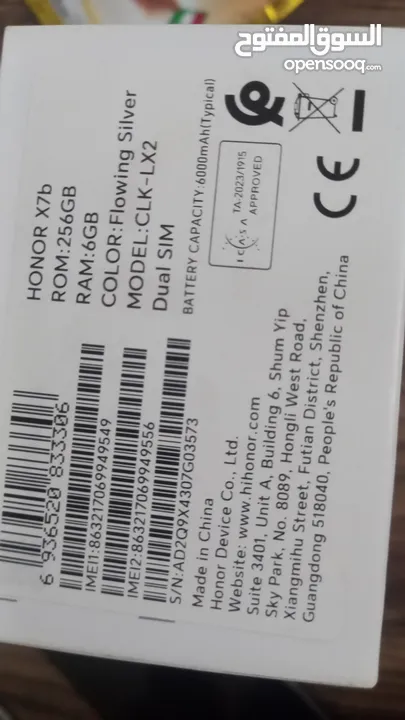 السوق المفتوح
opensooq.com
HONOR X7b
ROM:256GB
RAM:6GB
COLOR:Flowing Silver
MODEL:CLK-LX2
Dual SIM
BATTERY CAPACITY:6000mAh(Typical)
I C A S A
TA-2023/1915
APPROVED
CE
6 936520 833306
IMEI1:863217069949549
IMEI2:863217069949556
S/N:AD2Q9X4307G03573
Made in China
Honor Device Co., Ltd.
Website: www.hihonor.com
Suite 3401, Unit A, Building 6, Shum Yip
Sky Park, No. 8089, Hongli West Road,
Xiangmihu Street, Futian District, Shenzhen,
Guangdong 518040, People's Republic of China